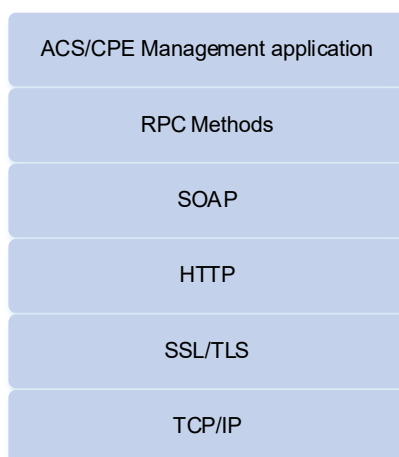 ACS/CPE Management application
RPC Methods
SOAP
HTTP
SSL/TLS
TCP/IP